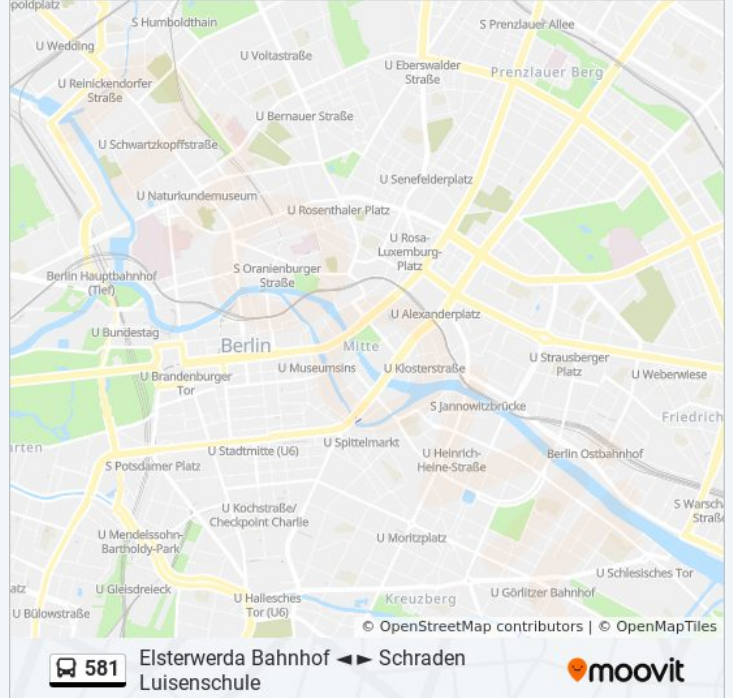 poldplatz
S Humboldthain
S Prenzlauer Allee
U Wedding
U Voltastraße
U Eberswalder
Straße
Prenzlauer Berg
U Reinickendorfer
Straße
U Bernauer Straße
U Schwartzkopffstraße
U Senefelderplatz
U Naturkundemuseum
U Rosenthaler Platz
U Rosa-
Luxemburg-
Platz
Berlin Hauptbahnhof
(Tief)
S Oranienburger
Straße
U Alexanderplatz
U Bundestag
Berlin
Mitte
U Strausberger
Platz
U Museumsins
U Klosterstraße
U Weberwiese
U Brandenburger
Tor
S Jannowitzbrücke
Friedrich
rten
U Stadtmitte (U6)
U Spittelmarkt
U Heinrich-
Heine-Straße
Berlin Ostbahnhof
S Potsdamer Platz
S Warsch
Straße
U Kochstraße/
Checkpoint Charlie
U Mendelssohn-
Bartholdy-Park
U Moritzplatz
U Schlesisches Tor
atz
U Gleisdreieck
U Hallesches
Tor (U6)
Kreuzberg
U Görlitzer Bahnhof
U Bülowstraße
© OpenStreetMap contributors | © OpenMapTiles
581
Elsterwerda Bahnhof ◄► Schraden
Luisenschule
moovit